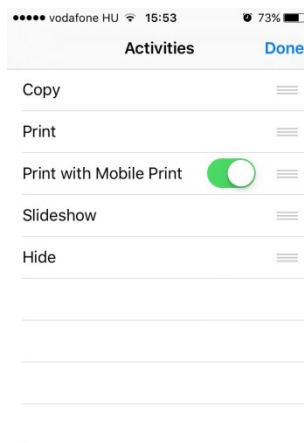 vodafone HU 15:53 73%
Activities Done
Copy
Print
Print with Mobile Print
Slideshow
Hide